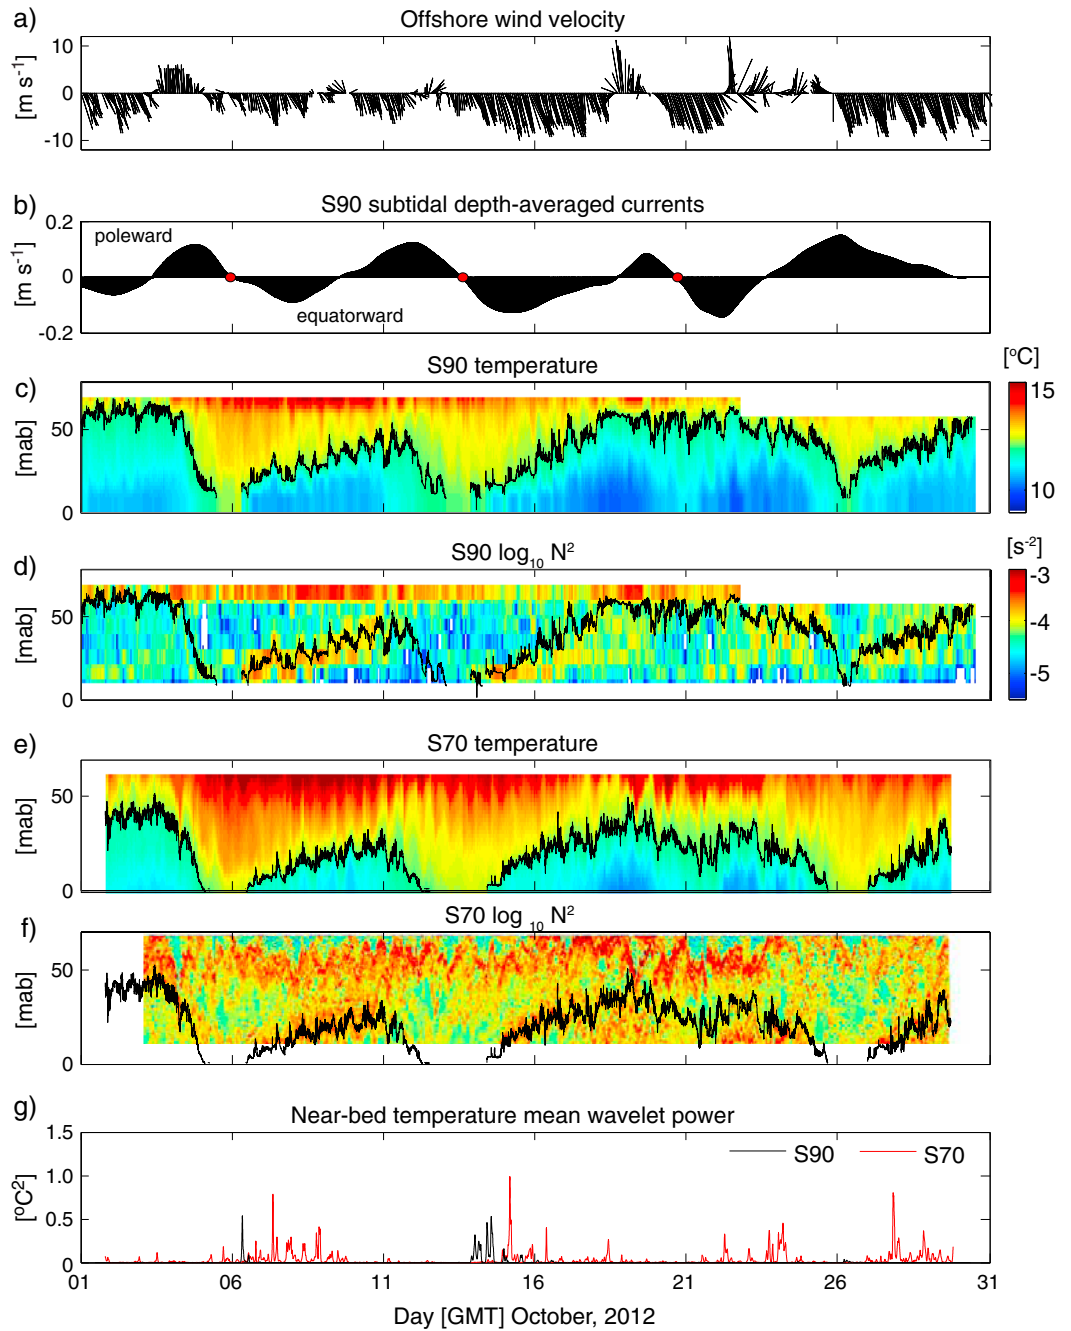 a) Offshore wind velocity
[m s-1]
10
0
-10
b) S90 subtidal depth-averaged currents
[m s-1]
0.2
0
-0.2
poleward
equatorward
c) S90 temperature
[mab]
50
0
[°C]
15
10
d) S90 log10 N2
[mab]
50
0
[s-2]
-3
-4
-5
e) S70 temperature
[mab]
50
0
f) S70 log 10 N2
[mab]
50
0
g) Near-bed temperature mean wavelet power
[°C2]
1.5
1.0
0.5
0
S90 S70
01 06 11 16 21 26 31
Day [GMT] October, 2012